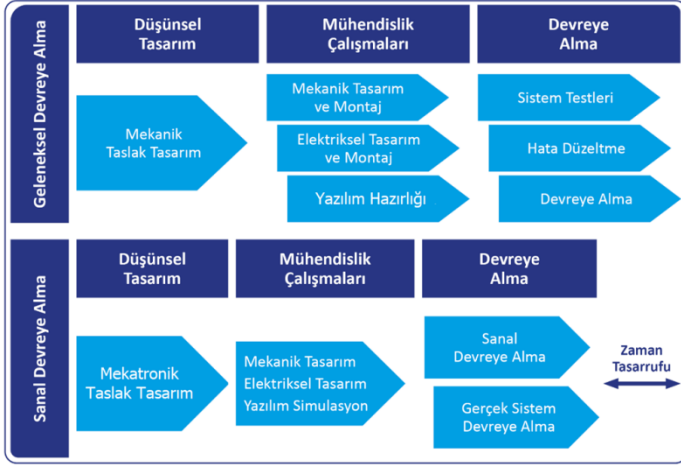 Geleneksel Devreye Alma
Düşünsel
Tasarım
Mühendislik
Çalışmaları
Devreye
Alma
Mekanik
Taslak Tasarım
Mekanik Tasarım
ve Montaj
Elektriksel Tasarım
ve Montaj
Yazılım Hazırlığı
Sistem Testleri
Hata Düzeltme
Devreye Alma
Sanal Devreye Alma
Düşünsel
Tasarım
Mühendislik
Çalışmaları
Devreye
Alma
Mekatronik
Taslak Tasarım
Mekanik Tasarım
Elektriksel Tasarım
Yazılım Simulasyon
Sanal
Devreye Alma
Gerçek Sistem
Devreye Alma
Zaman
Tasarrufu